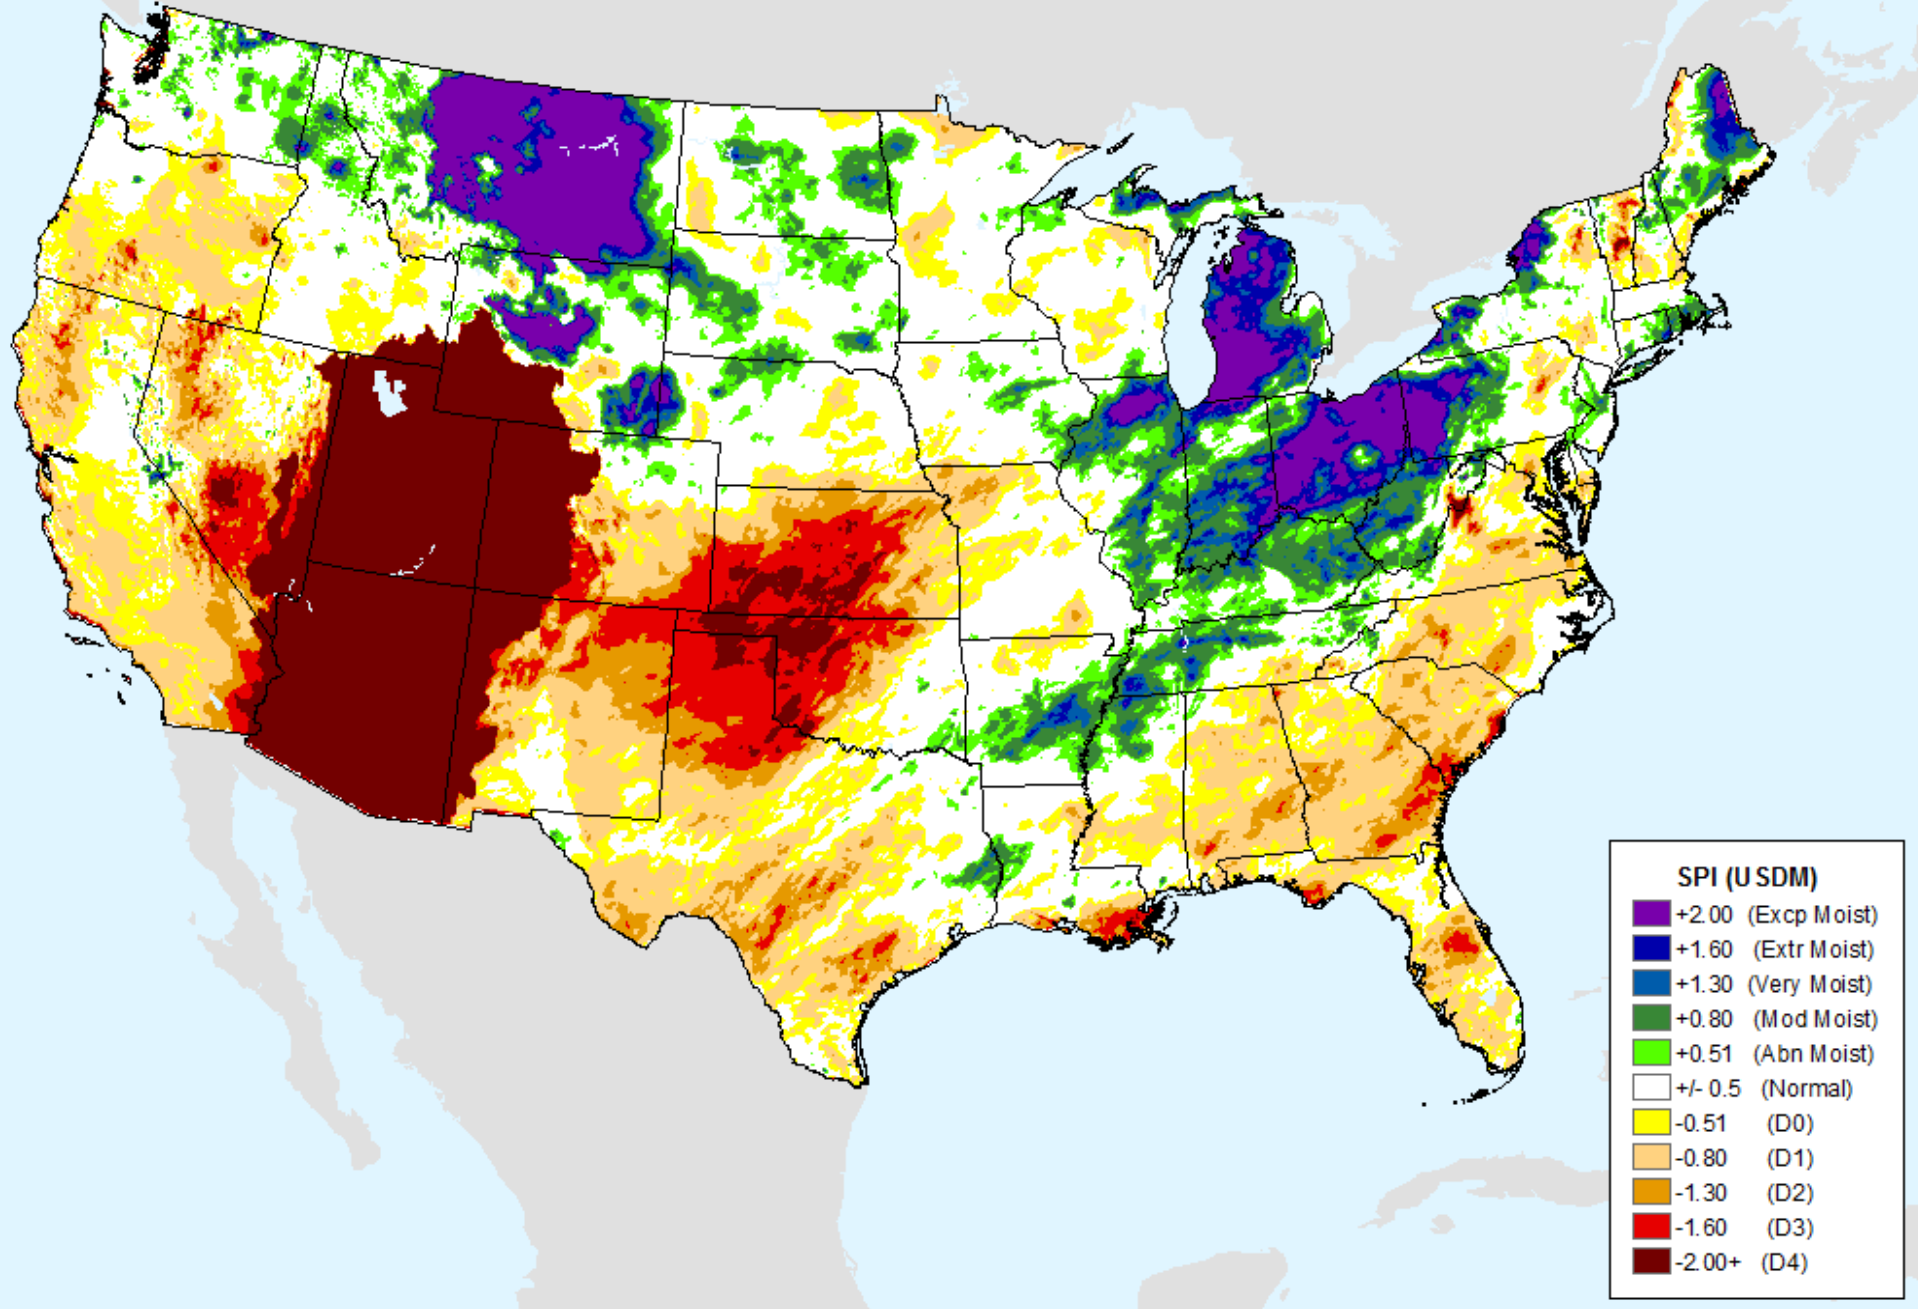 SPI (USDM)
+2.00 (Excp Moist)
+1.60 (Extr Moist)
+1.30 (Very Moist)
+0.80 (Mod Moist)
+0.51 (Abn Moist)
+/- 0.5 (Normal)
-0.51 (D0)
-0.80 (D1)
-1.30 (D2)
-1.60 (D3)
-2.00+ (D4)